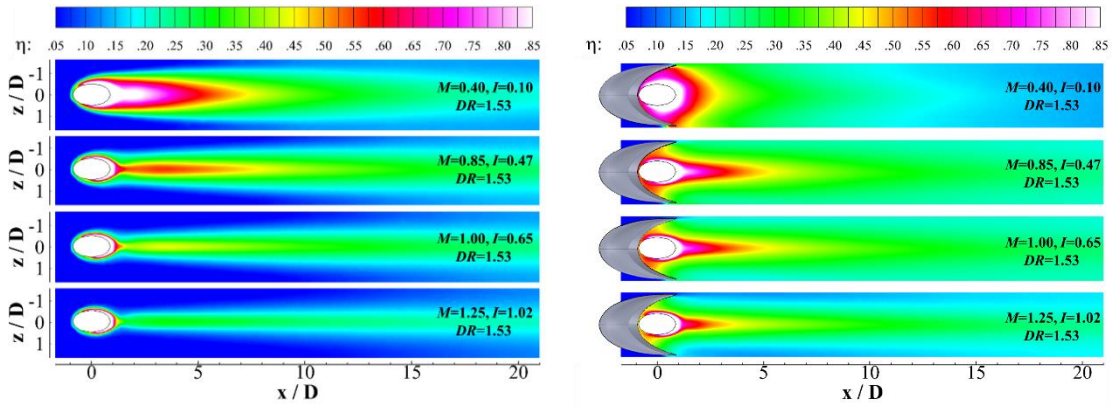 η: .05 .10 .15 .20 .25 .30 .35 .40 .45 .50 .55 .60 .65 .70 .75 .80 .85
z / D
-1
0
1
M=0.40, I=0.10
DR=1.53
z / D
-1
0
1
M=0.85, I=0.47
DR=1.53
z / D
-1
0
1
M=1.00, I=0.65
DR=1.53
z / D
-1
0
1
M=1.25, I=1.02
DR=1.53
0 5 10 15 20
x / D
η: .05 .10 .15 .20 .25 .30 .35 .40 .45 .50 .55 .60 .65 .70 .75 .80 .85
M=0.40, I=0.10
DR=1.53
M=0.85, I=0.47
DR=1.53
M=1.00, I=0.65
DR=1.53
M=1.25, I=1.02
DR=1.53
0 5 10 15 20
x / D